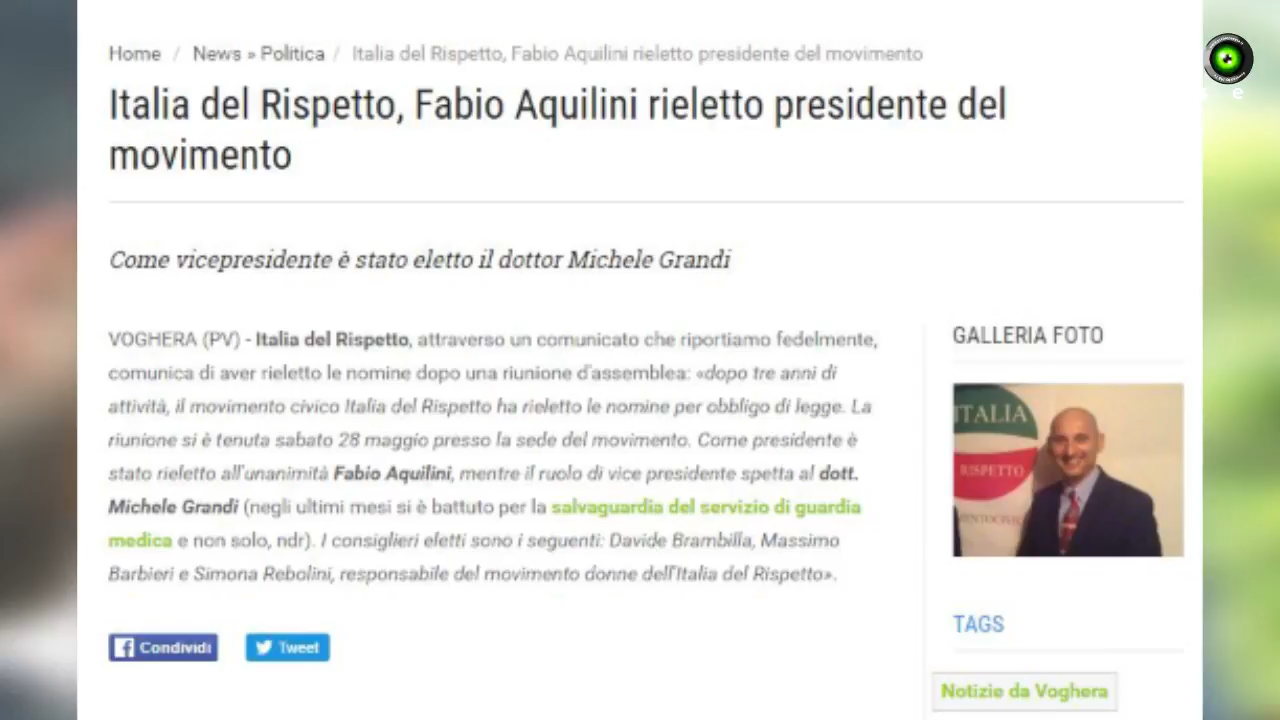 Home / News » Politica / Italia del Rispetto, Fabio Aquilini rieletto presidente del movimento
Italia del Rispetto, Fabio Aquilini rieletto presidente del
movimento
Come vicepresidente è stato eletto il dottor Michele Grandi
VOGHERA (PV) - Italia del Rispetto, attraverso un comunicato che riportiamo fedelmente,
comunica di aver rieletto le nomine dopo una riunione d'assemblea: «dopo tre anni di
attività, il movimento civico Italia del Rispetto ha rieletto le nomine per obbligo di legge. La
riunione si è tenuta sabato 28 maggio presso la sede del movimento. Come presidente è
stato rieletto all'unanimità Fabio Aquilini, mentre il ruolo di vice presidente spetta al dott.
Michele Grandi (negli ultimi mesi si è battuto per la salvaguardia del servizio di guardia
medica e non solo, ndr). I consiglieri eletti sono i seguenti: Davide Brambilla, Massimo
Barbieri e Simona Rebolini, responsabile del movimento donne dell'Italia del Rispetto».
Condividi
Tweet
GALLERIA FOTO
ITALIA
RISPETTO
TAGS
Notizie da Voghera